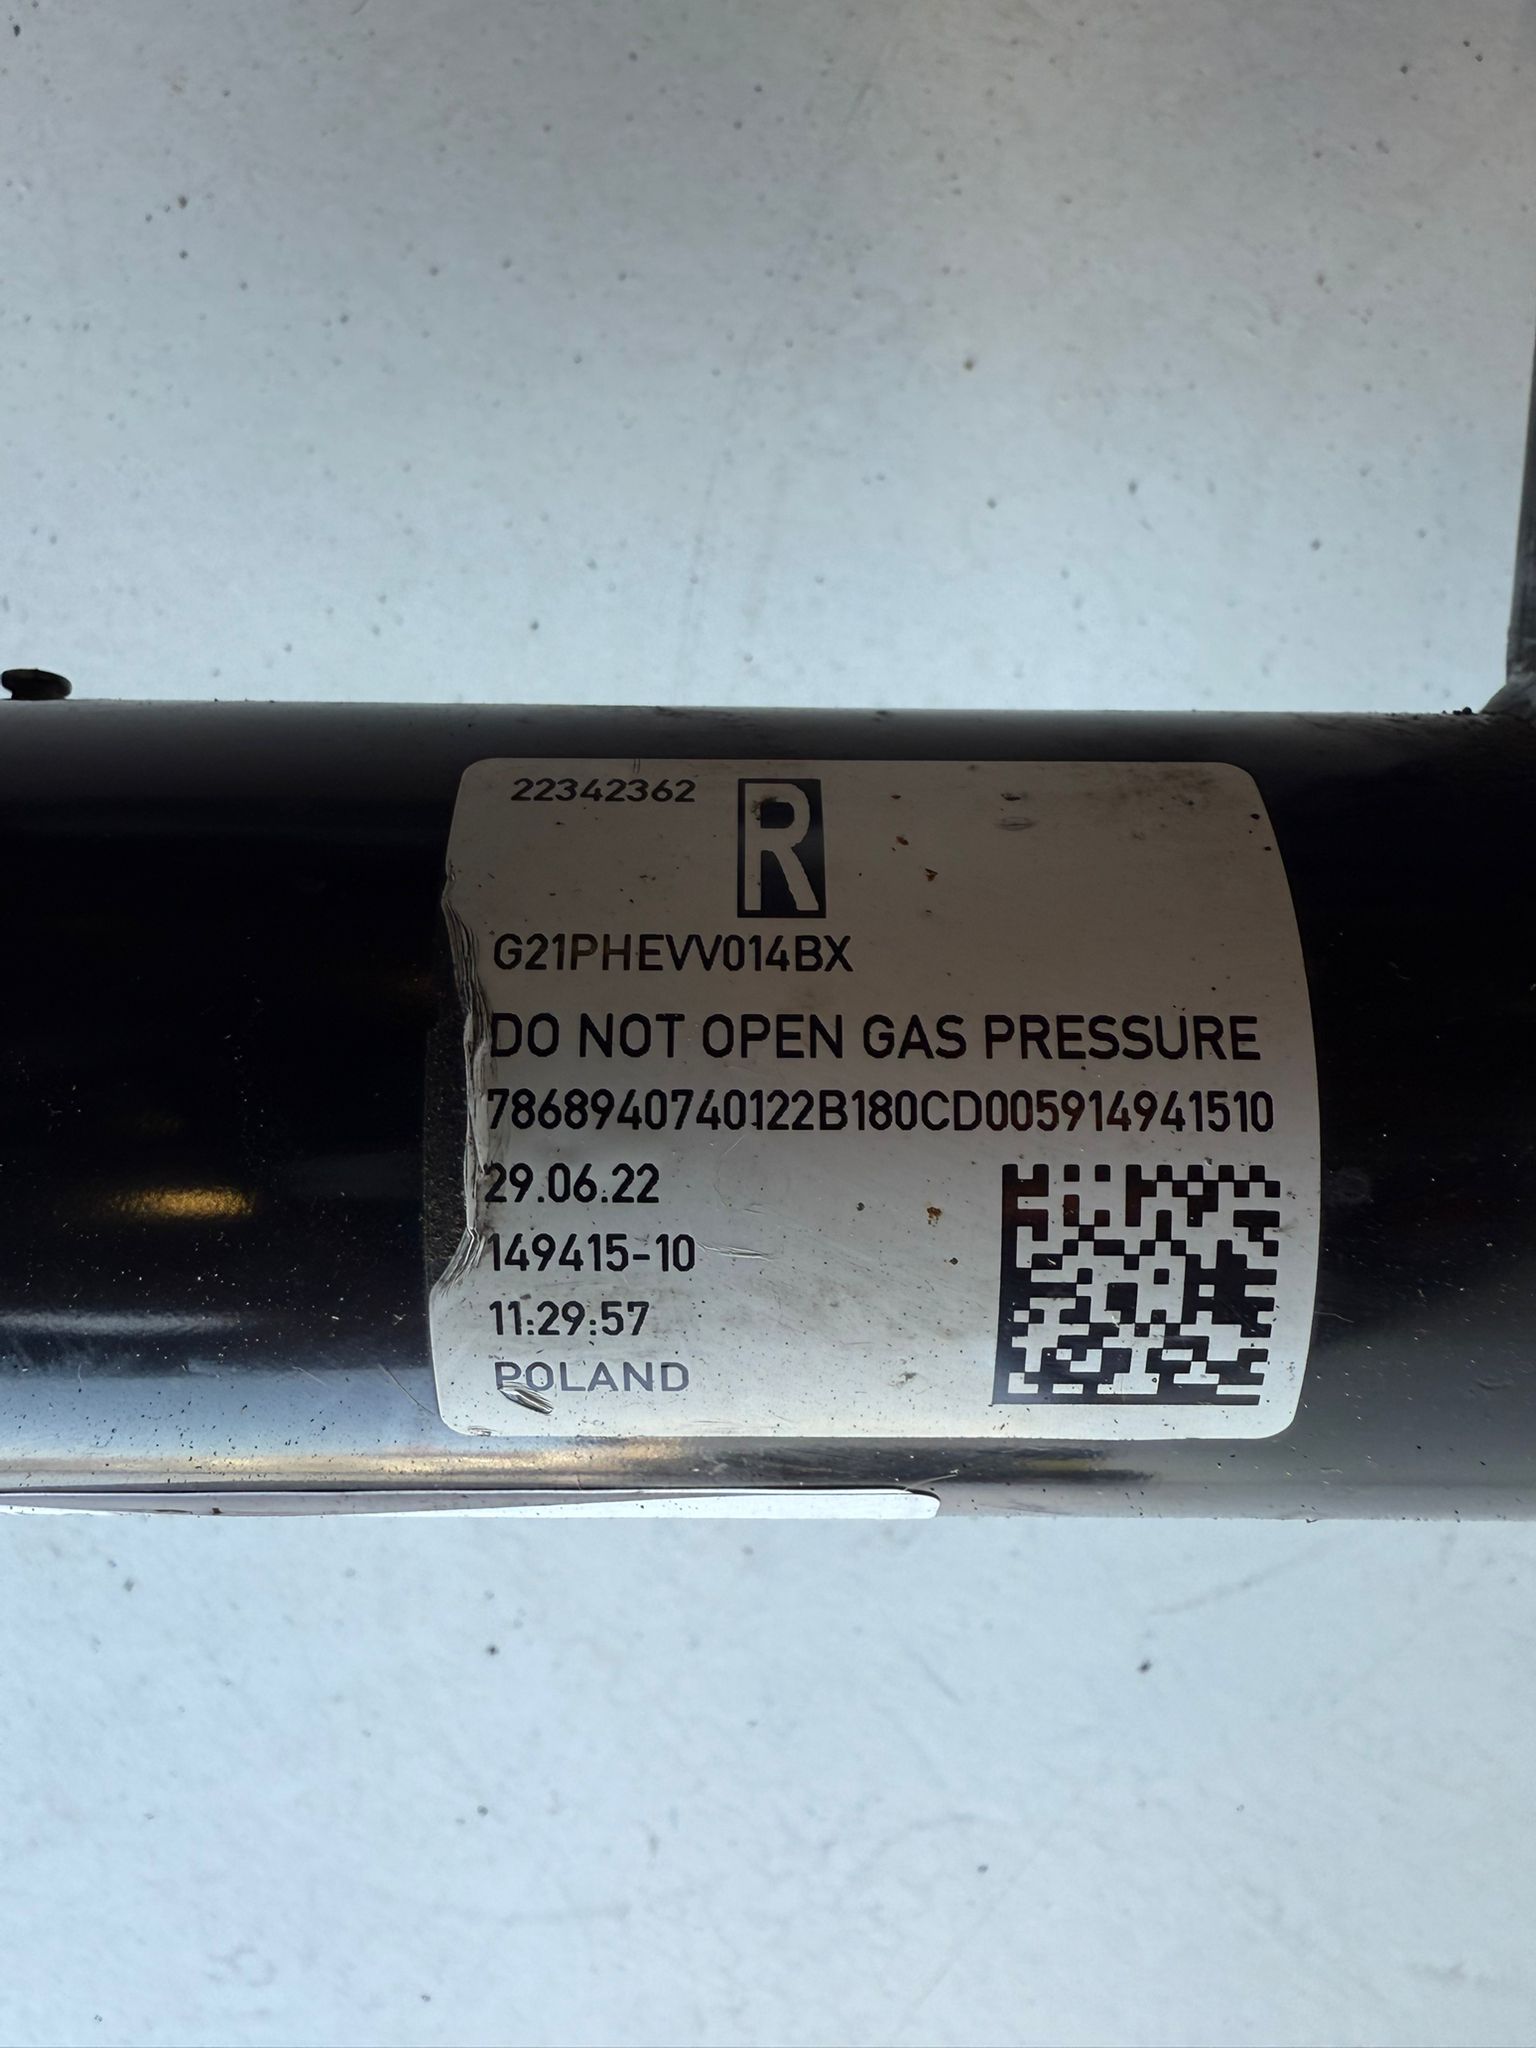 22342362
R
G21PHEVV014BX
DO NOT OPEN GAS PRESSURE
7868940740122B180CD005914941510
29.06.22
149415-10
11:29:57
POLAND